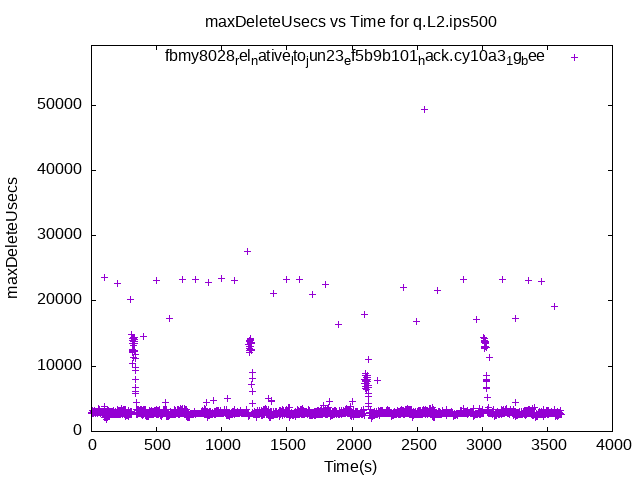 maxDeleteUsecs vs Time for q.L2.ips500
fbmy8028relnativeltojun23ef5b9b101hack.cy10a31gbee
50000
40000
30000
20000
10000
0
maxDeleteUsecs
0 500 1000 1500 2000 2500 3000 3500 4000
Time(s)